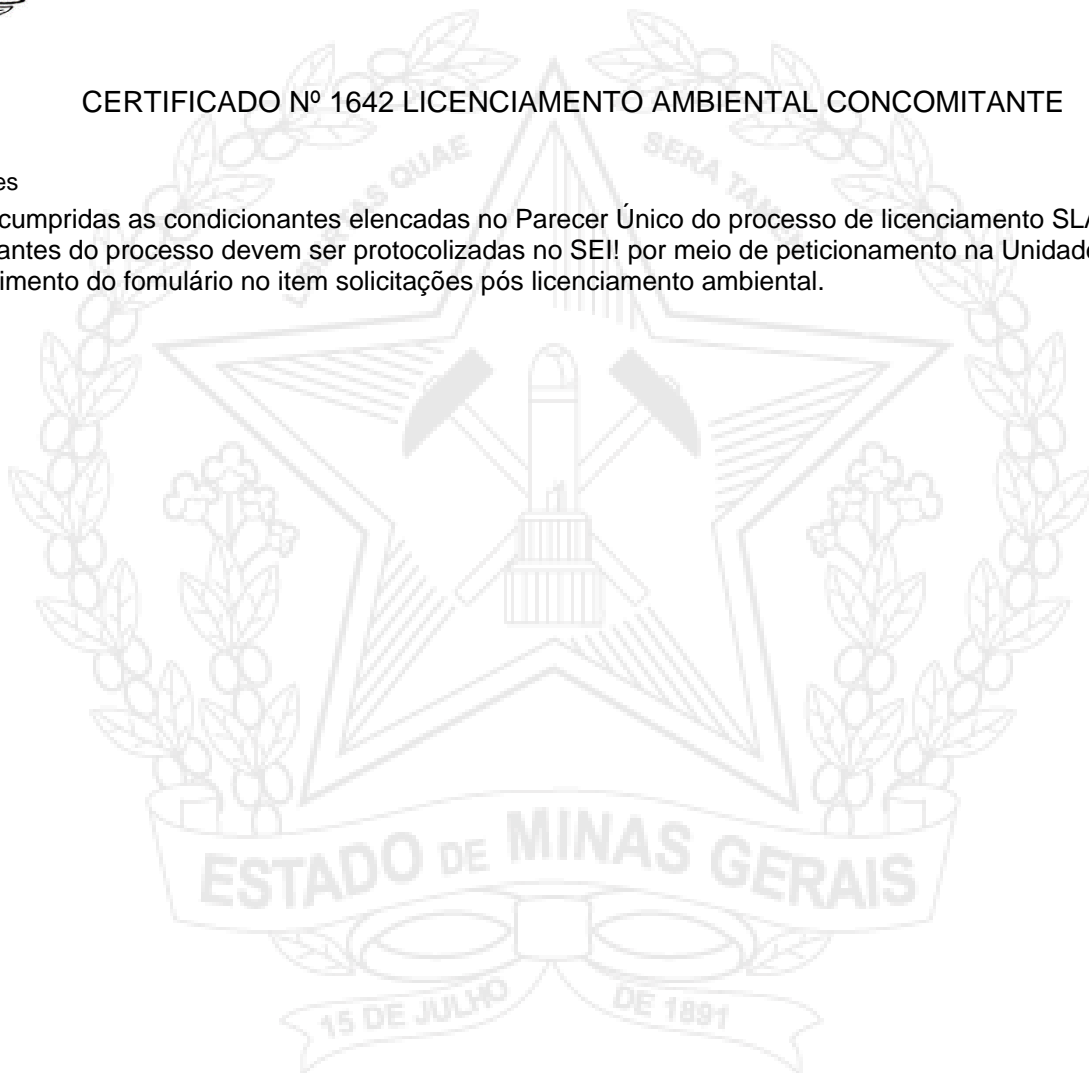 CERTIFICADO Nº 1642 LICENCIAMENTO AMBIENTAL CONCOMITANTE
es
cumpridas as condicionantes elencadas no Parecer Único do processo de licenciamento SLA
antes do processo devem ser protocolizadas no SEI! por meio de peticionamento na Unidade
imento do fomulário no item solicitações pós licenciamento ambiental.
QUAE SERA TAMEN
ESTADO DE MINAS GERAIS
15 DE JULHO DE 1891